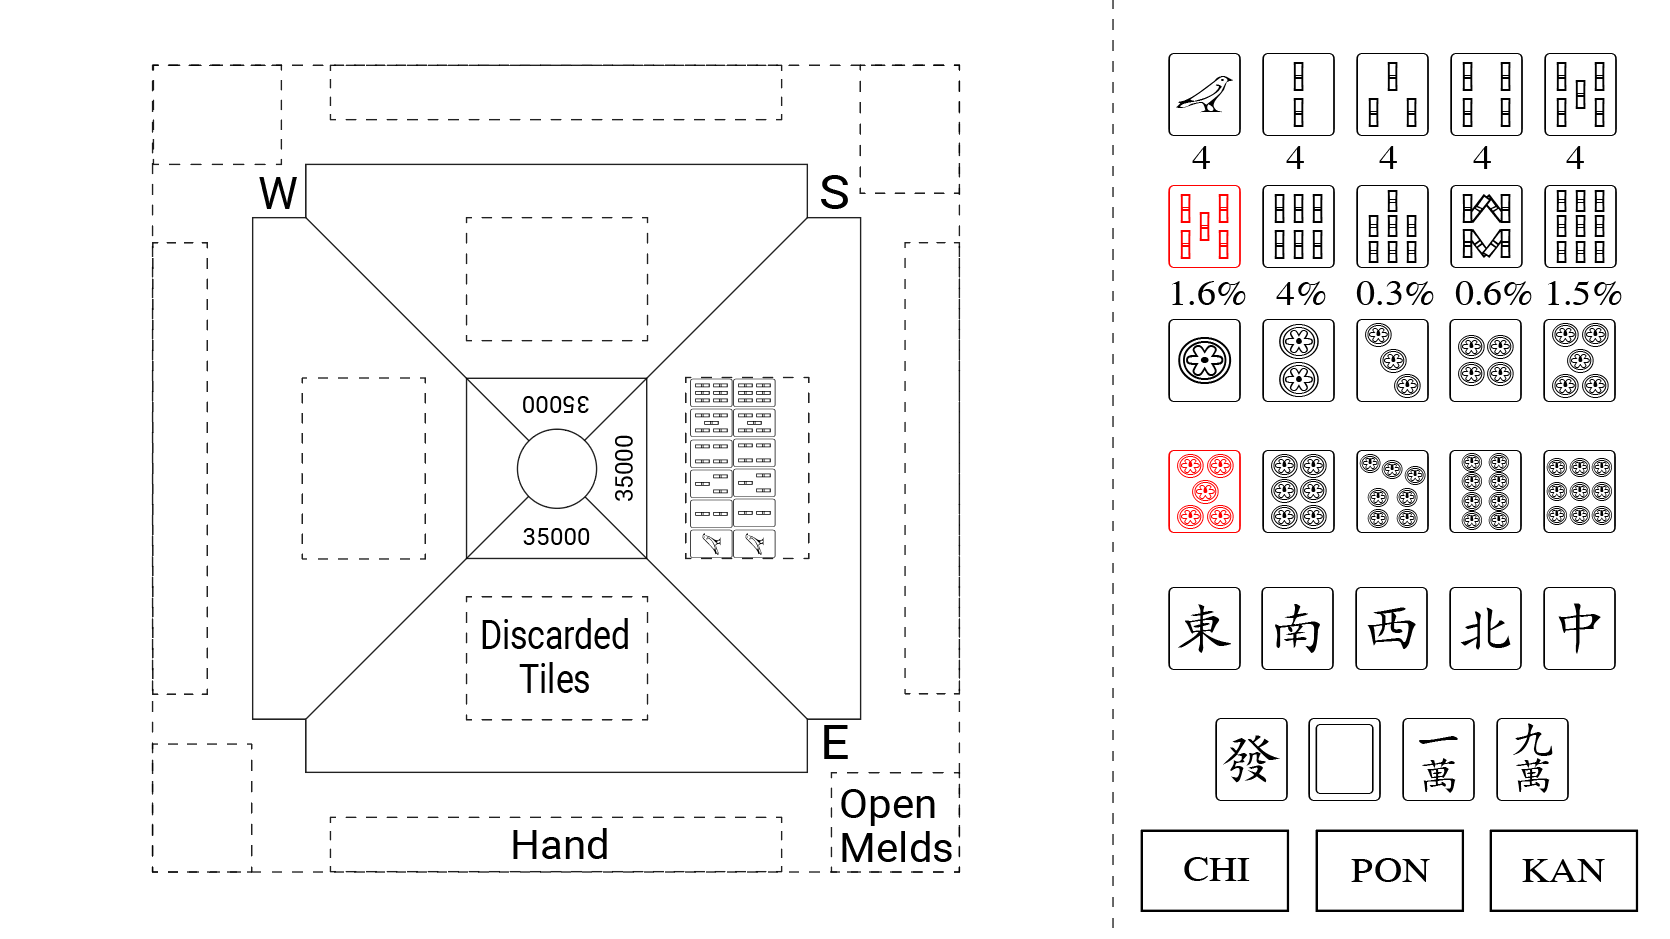 W
S
35000
35000
35000
Discarded
Tiles
E
Open
Melds
Hand
4 4 4 4 4
1.6% 4% 0.3% 0.6% 1.5%
東 南 西 北 中
發 一萬 九萬
CHI PON KAN